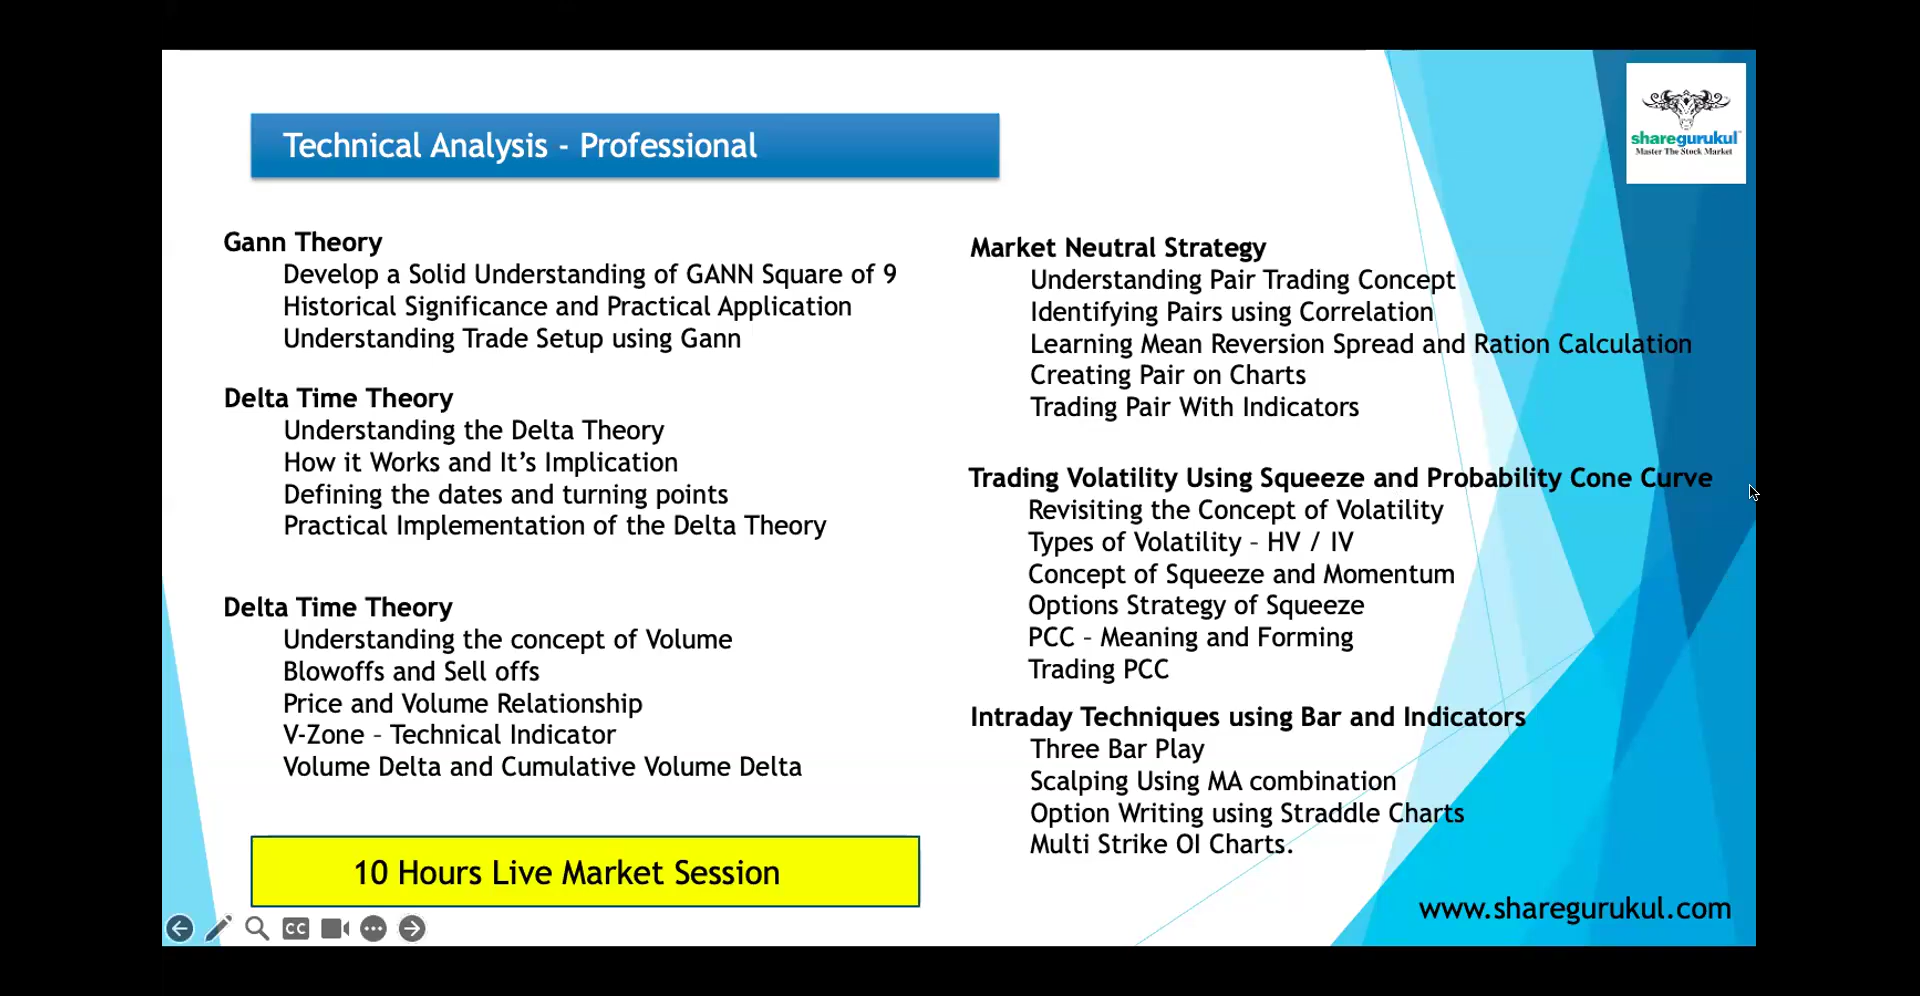 Technical Analysis - Professional
sharegurukul
Master The Stock Market
Gann Theory
Develop a Solid Understanding of GANN Square of 9
Historical Significance and Practical Application
Understanding Trade Setup using Gann
Delta Time Theory
Understanding the Delta Theory
How it Works and It’s Implication
Defining the dates and turning points
Practical Implementation of the Delta Theory
Delta Time Theory
Understanding the concept of Volume
Blowoffs and Sell offs
Price and Volume Relationship
V-Zone – Technical Indicator
Volume Delta and Cumulative Volume Delta
10 Hours Live Market Session
Market Neutral Strategy
Understanding Pair Trading Concept
Identifying Pairs using Correlation
Learning Mean Reversion Spread and Ration Calculation
Creating Pair on Charts
Trading Pair With Indicators
Trading Volatility Using Squeeze and Probability Cone Curve
Revisiting the Concept of Volatility
Types of Volatility – HV / IV
Concept of Squeeze and Momentum
Options Strategy of Squeeze
PCC – Meaning and Forming
Trading PCC
Intraday Techniques using Bar and Indicators
Three Bar Play
Scalping Using MA combination
Option Writing using Straddle Charts
Multi Strike OI Charts.
www.sharegurukul.com
CC